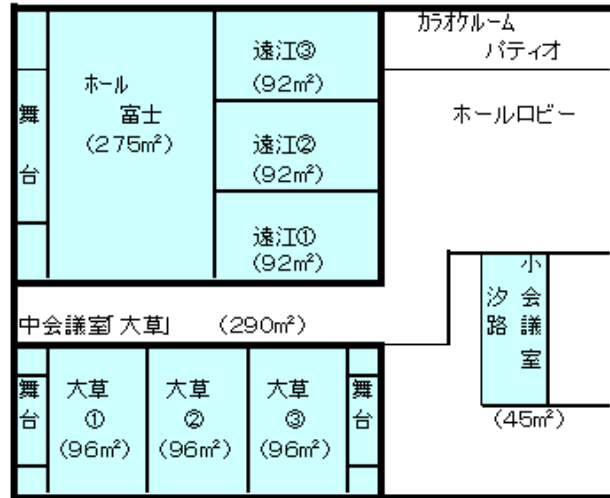 カラオケルーム
パティオ
ホールロビー
舞台
ホール
富士
(275㎡)
遠江③
(92㎡)
遠江②
(92㎡)
遠江①
(92㎡)
小会議室
汐路
(45㎡)
中会議室「大草」 (290㎡)
舞台
大草
①
(96㎡)
大草
②
(96㎡)
大草
③
(96㎡)
舞台